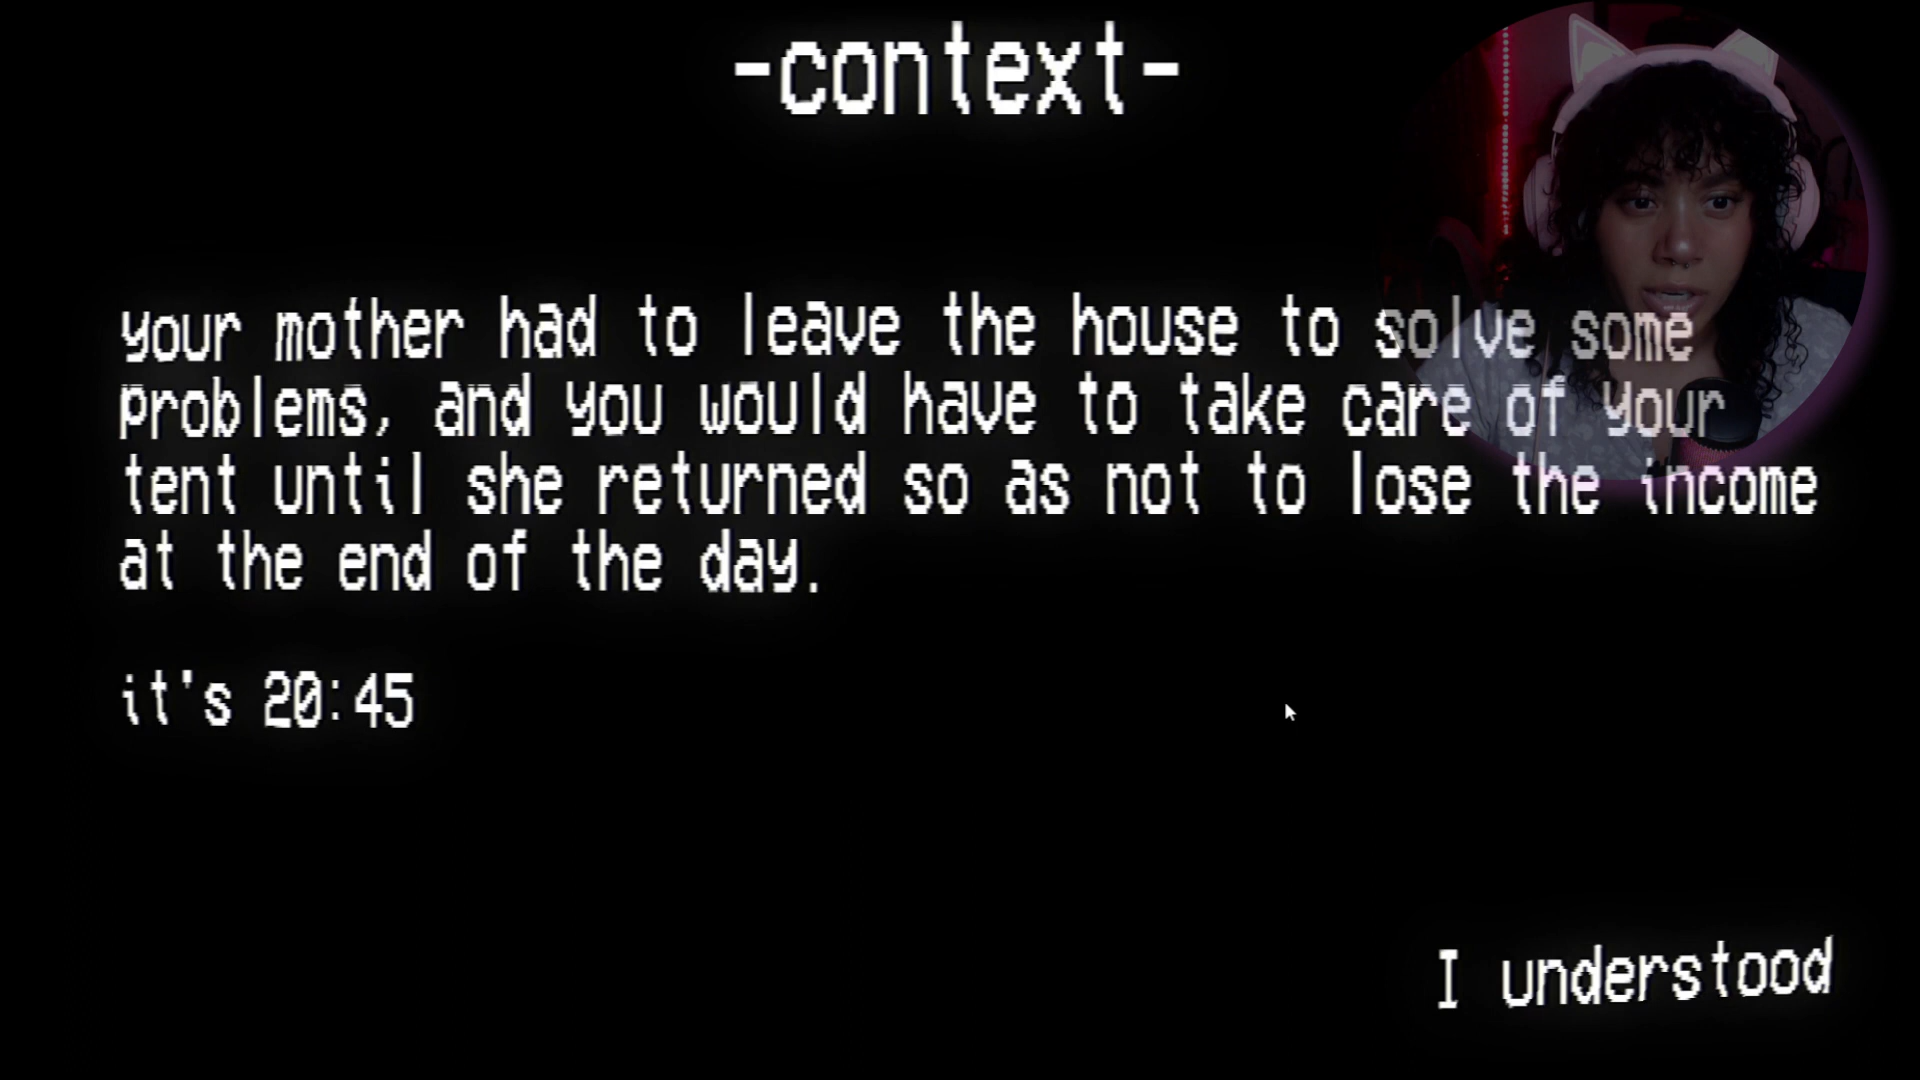 -context-
your mother had to leave the house to solve some
problems, and you would have to take care of your
tent until she returned so as not to lose the income
at the end of the day.
it's 20:45
I understood